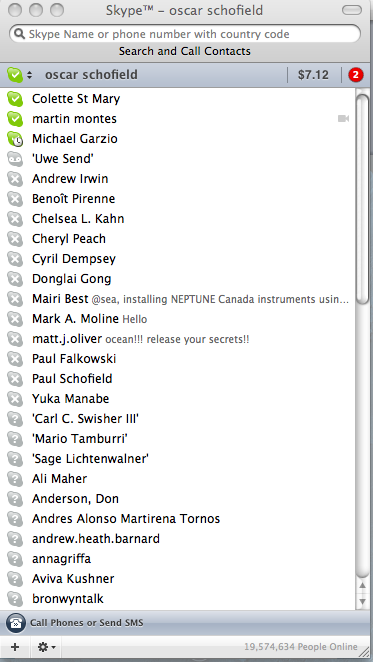 Skype™ – oscar schofield
Skype Name or phone number with country code
Search and Call Contacts
oscar schofield $7.12 2
Colette St Mary
martin montes
Michael Garzio
'Uwe Send'
Andrew Irwin
Benoît Pirenne
Chelsea L. Kahn
Cheryl Peach
Cyril Dempsey
Donglai Gong
Mairi Best @sea, installing NEPTUNE Canada instruments usin...
Mark A. Moline Hello
matt.j.oliver ocean!!! release your secrets!!
Paul Falkowski
Paul Schofield
Yuka Manabe
'Carl C. Swisher III'
'Mario Tamburri'
'Sage Lichtenwalner'
Ali Maher
Anderson, Don
Andres Alonso Martirena Tornos
andrew.heath.barnard
annagriffa
Aviva Kushner
bronwyntalk
Call Phones or Send SMS
19,574,634 People Online